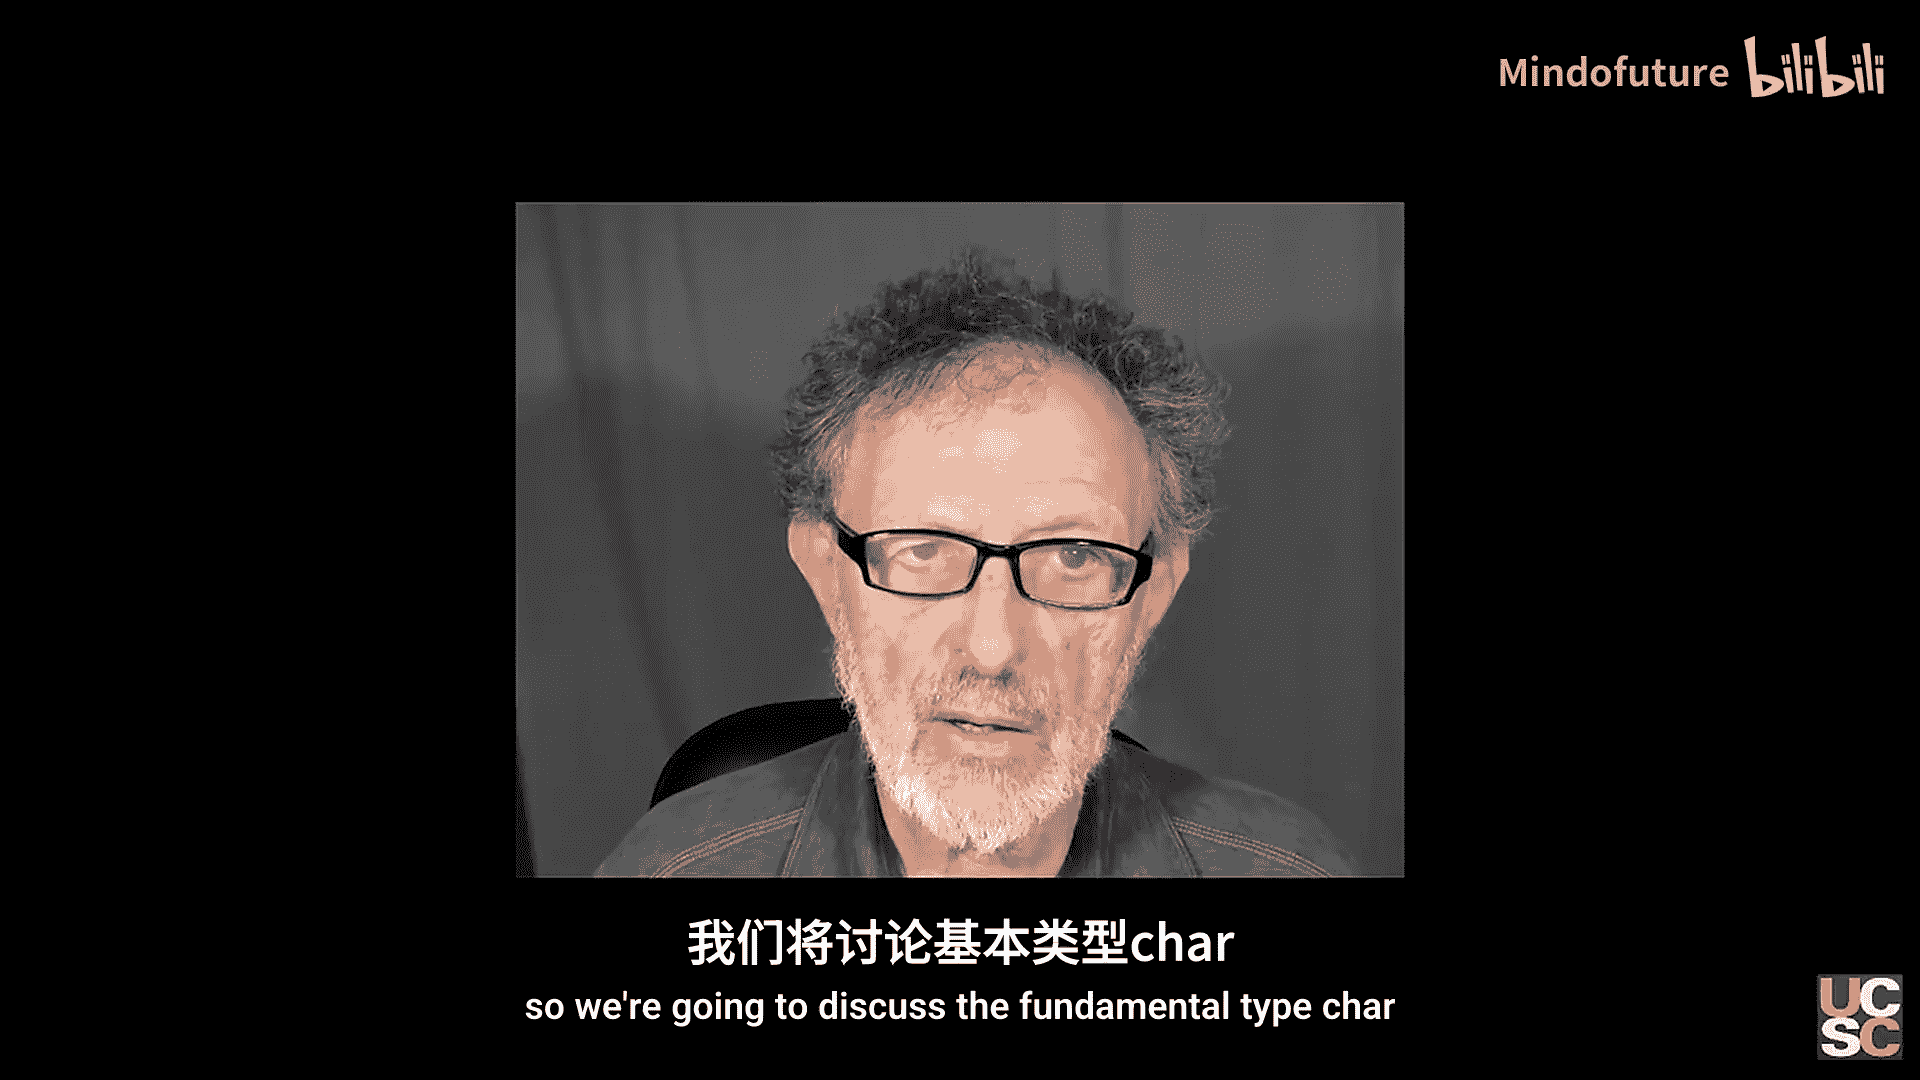 Mindofuture bilibili
我们将讨论基本类型char
so we're going to discuss the fundamental type char
UC
SC